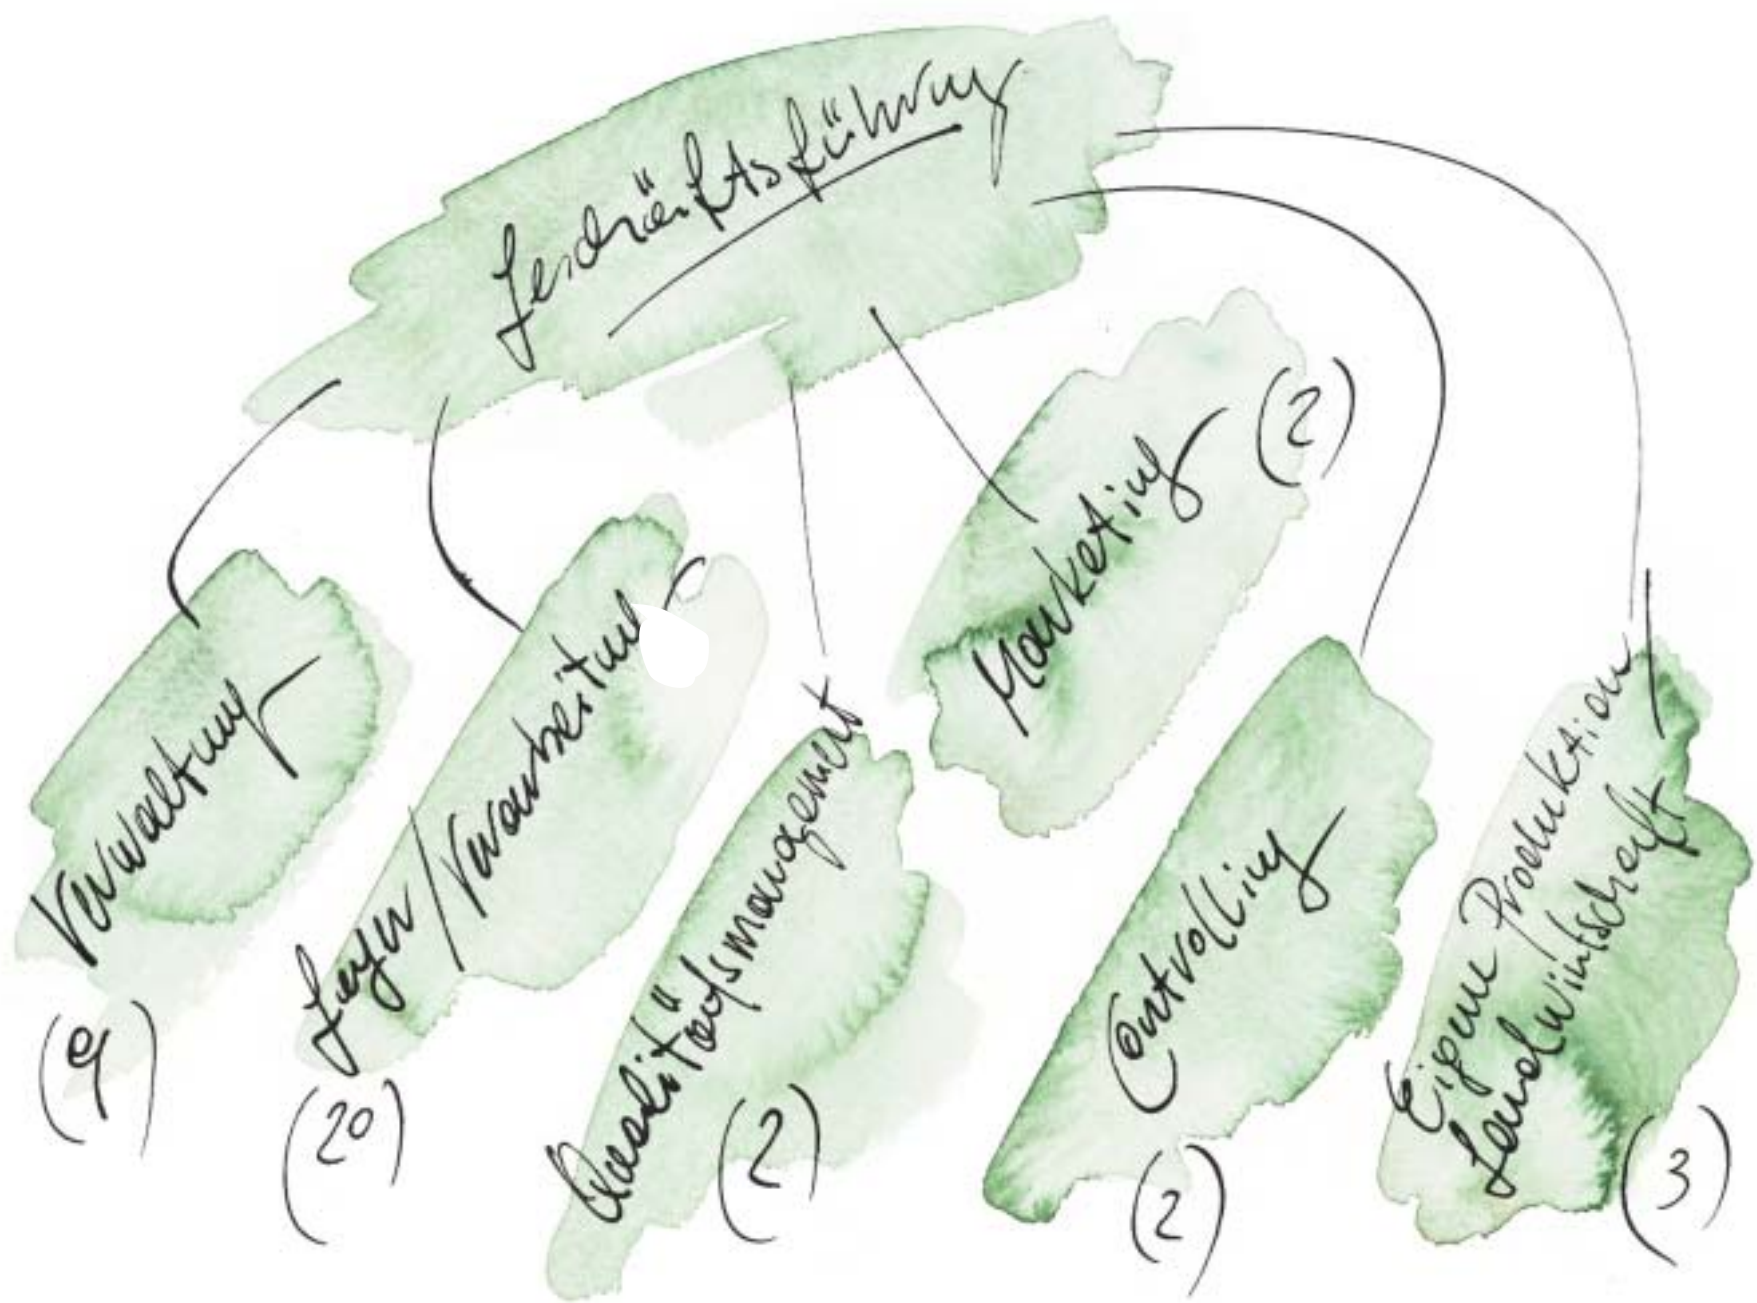 Geschäftsführung
Verwaltung
(9)
Lager/Verarbeitung
(20)
Qualitätsmanagement
(2)
Marketing
(2)
Controlling
(2)
Eigene Produktion
Landwirtschaft
(3)